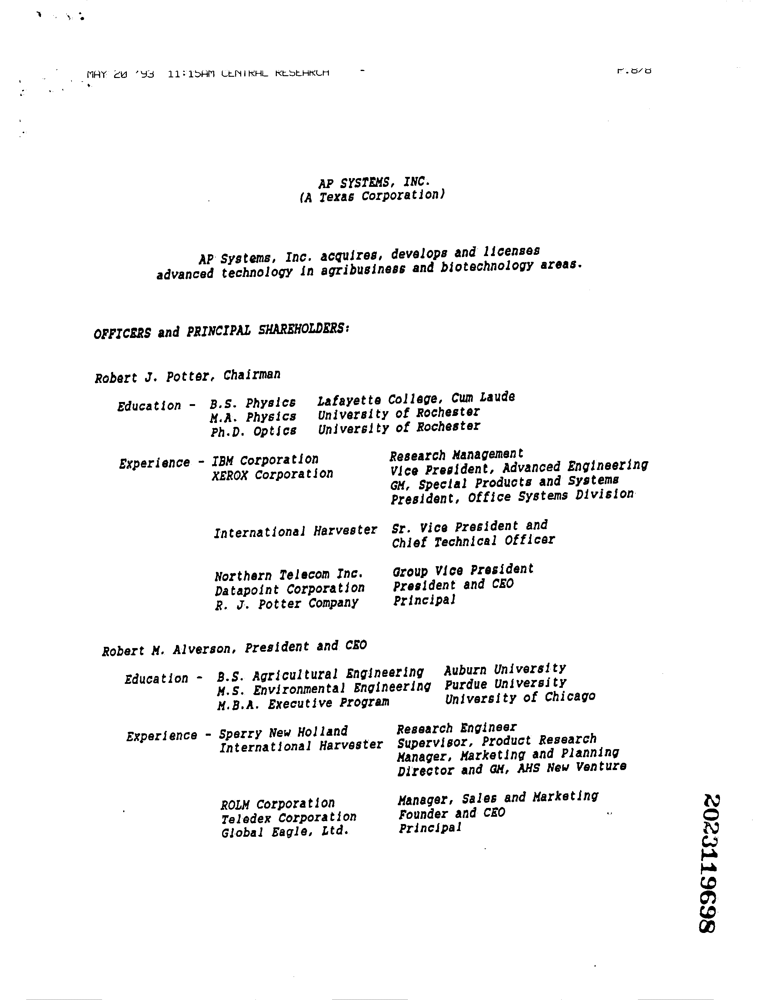 MAY 20 '93 11:15AM CENTRAL RESEARCH - P.8/8
AP SYSTEMS, INC.
(A Texas Corporation)
AP Systems, Inc. acquires, develops and licenses
advanced technology in agribusiness and biotechnology areas.
OFFICERS and PRINCIPAL SHAREHOLDERS:
Robert J. Potter, Chairman
Education - B.S. Physics Lafayette College, Cum Laude
M.A. Physics University of Rochester
Ph.D. Optics University of Rochester
Experience - IBM Corporation Research Management
XEROX Corporation Vice President, Advanced Engineering
GM, Special Products and Systems
President, Office Systems Division
International Harvester Sr. Vice President and
Chief Technical Officer
Northern Telecom Inc. Group Vice President
Datapoint Corporation President and CEO
R. J. Potter Company Principal
Robert M. Alverson, President and CEO
Education - B.S. Agricultural Engineering Auburn University
M.S. Environmental Engineering Purdue University
M.B.A. Executive Program University of Chicago
Experience - Sperry New Holland Research Engineer
International Harvester Supervisor, Product Research
Manager, Marketing and Planning
Director and GM, AHS New Venture
ROLM Corporation Manager, Sales and Marketing
Teledex Corporation Founder and CEO
Global Eagle, Ltd. Principal
2023119698